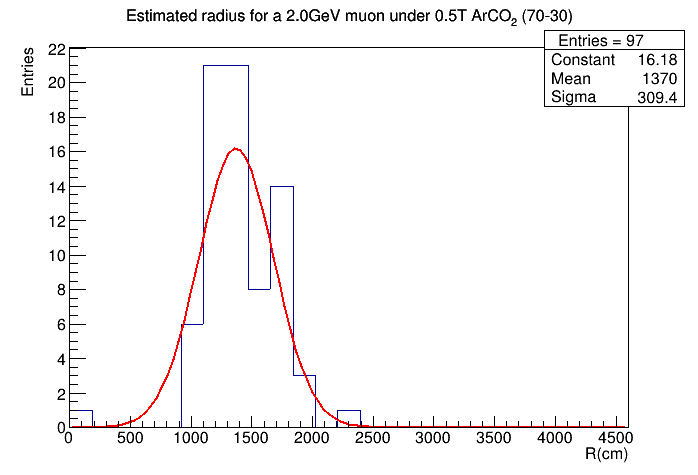 Estimated radius for a 2.0GeV muon under 0.5T ArCO2 (70-30)
Entries = 97
Constant 16.18
Mean 1370
Sigma 309.4
Entries
22
20
18
16
14
12
10
8
6
4
2
0
0 500 1000 1500 2000 2500 3000 3500 4000 4500
R(cm)